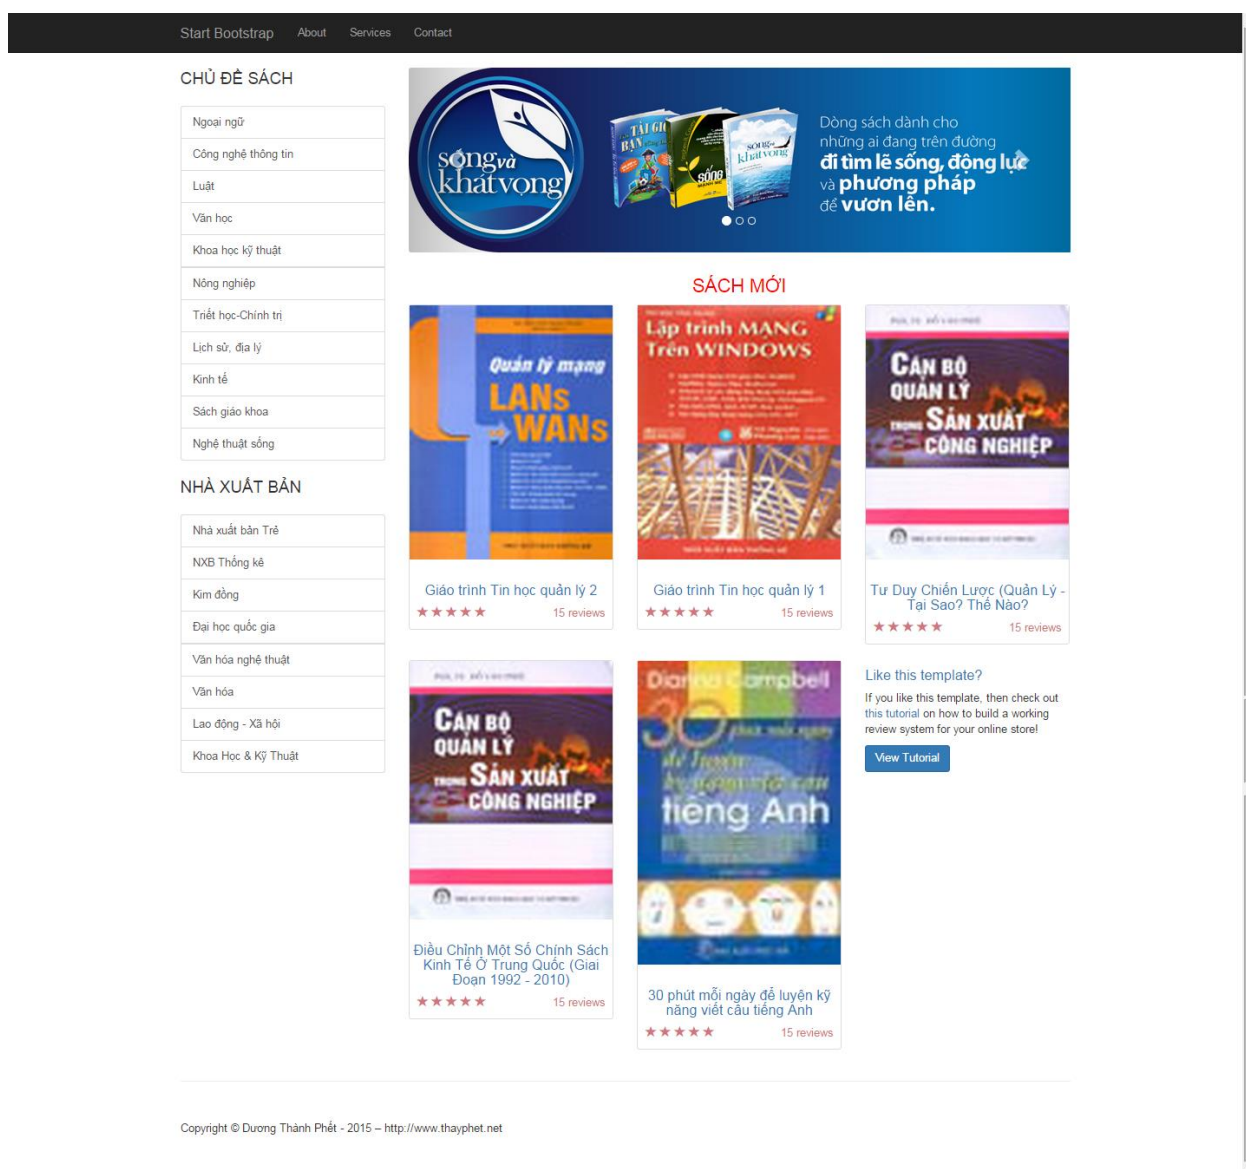 Start Bootstrap About Services Contact
CHỦ ĐỀ SÁCH
Ngoại ngữ
Công nghệ thông tin
Luật
Văn học
Khoa học kỹ thuật
Nông nghiệp
Triết học-Chính trị
Lịch sử, địa lý
Kinh tế
Sách giáo khoa
Nghệ thuật sống
NHÀ XUẤT BẢN
Nhà xuất bản Trẻ
NXB Thống kê
Kim đồng
Đại học quốc gia
Văn hóa nghệ thuật
Văn hóa
Lao động - Xã hội
Khoa Học & Kỹ Thuật
sống và
khát vọng
Dòng sách dành cho
những ai đang trên đường
đi tìm lẽ sống, động lực
và phương pháp
để vươn lên.
SÁCH MỚI
Quản lý mạng
LANs
WANs
Giáo trình Tin học quản lý 2
15 reviews
Lập trình MẠNG
Trên WINDOWS
Giáo trình Tin học quản lý 1
15 reviews
CÁN BỘ
QUẢN LÝ
TRONG SẢN XUẤT
CÔNG NGHIỆP
Tư Duy Chiến Lược (Quản Lý -
Tại Sao? Thế Nào?
15 reviews
CÁN BỘ
QUẢN LÝ
TRONG SẢN XUẤT
CÔNG NGHIỆP
Điều Chỉnh Một Số Chính Sách
Kinh Tế Ở Trung Quốc (Giai
Đoạn 1992 - 2010)
15 reviews
Dianna Campbell
30 phút mỗi ngày
để luyện
kỹ năng viết câu
tiếng Anh
30 phút mỗi ngày để luyện kỹ
năng viết câu tiếng Anh
15 reviews
Like this template?
If you like this template, then check out
this tutorial on how to build a working
review system for your online store!
View Tutorial
Copyright © Dương Thành Phết - 2015 – http://www.thayphet.net